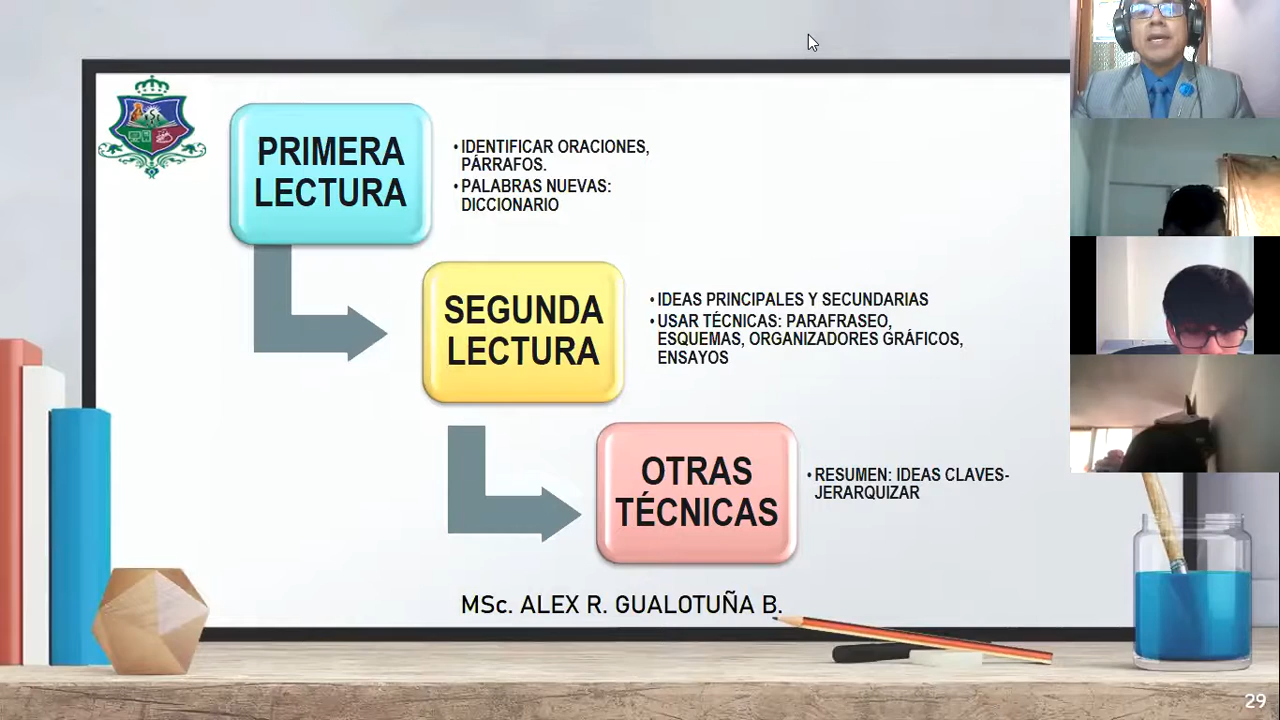 PRIMERA
LECTURA
• IDENTIFICAR ORACIONES,
PÁRRAFOS.
• PALABRAS NUEVAS:
DICCIONARIO
SEGUNDA
LECTURA
• IDEAS PRINCIPALES Y SECUNDARIAS
• USAR TÉCNICAS: PARAFRASEO,
ESQUEMAS, ORGANIZADORES GRÁFICOS,
ENSAYOS
OTRAS
TÉCNICAS
• RESUMEN: IDEAS CLAVES-
JERARQUIZAR
MSc. ALEX R. GUALOTUÑA B.
29